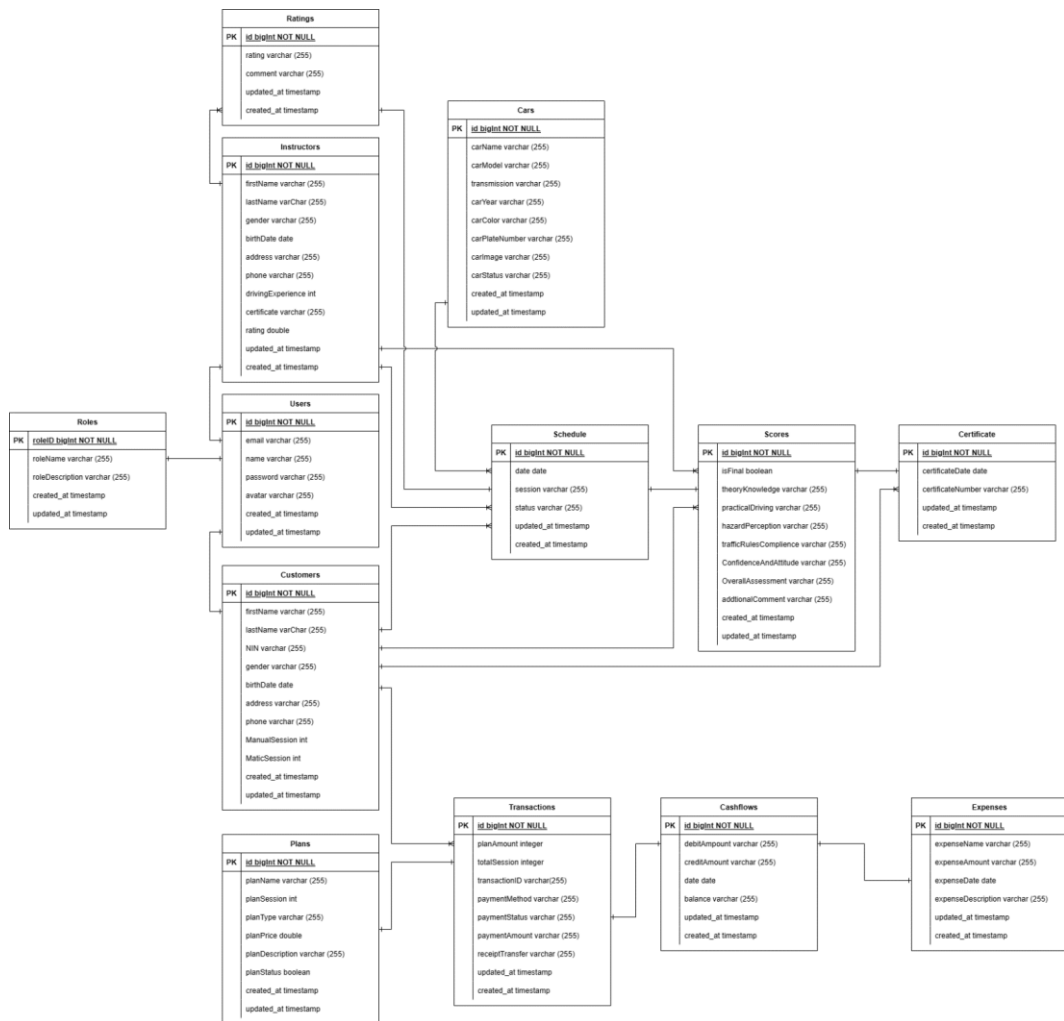 Ratings
PK id bigInt NOT NULL
rating varchar (255)
comment varchar (255)
updated_at timestamp
created_at timestamp
Cars
PK id bigInt NOT NULL
carName varchar (255)
carModel varchar (255)
transmission varchar (255)
carYear varchar (255)
carColor varchar (255)
carPlateNumber varchar (255)
carImage varchar (255)
carStatus varchar (255)
created_at timestamp
updated_at timestamp
Instructors
PK id bigInt NOT NULL
firstName varchar (255)
lastName varChar (255)
gender varchar (255)
birthDate date
address varchar (255)
phone varchar (255)
drivingExperience int
certificate varchar (255)
rating double
updated_at timestamp
created_at timestamp
Users
PK id bigInt NOT NULL
email varchar (255)
name varchar (255)
password varchar (255)
avatar varchar (255)
created_at timestamp
updated_at timestamp
Roles
PK roleID bigInt NOT NULL
roleName varchar (255)
roleDescription varchar (255)
created_at timestamp
updated_at timestamp
Schedule
PK id bigInt NOT NULL
date date
session varchar (255)
status varchar (255)
updated_at timestamp
created_at timestamp
Scores
PK id bigInt NOT NULL
isFinal boolean
theoryKnowledge varchar (255)
practicalDriving varchar (255)
hazardPerception varchar (255)
trafficRulesComplience varchar (255)
ConfidenceAndAttitude varchar (255)
OverallAssessment varchar (255)
addtionalComment varchar (255)
created_at timestamp
updated_at timestamp
Certificate
PK id bigInt NOT NULL
certificateDate date
certificateNumber varchar (255)
updated_at timestamp
created_at timestamp
Customers
PK id bigInt NOT NULL
firstName varchar (255)
lastName varChar (255)
NIN varchar (255)
gender varchar (255)
birthDate date
address varchar (255)
phone varchar (255)
ManualSession int
MaticSession int
created_at timestamp
updated_at timestamp
Plans
PK id bigInt NOT NULL
planName varchar (255)
planSession int
planType varchar (255)
planPrice double
planDescription varchar (255)
planStatus boolean
created_at timestamp
updated_at timestamp
Transactions
PK id bigInt NOT NULL
planAmount integer
totalSession integer
transactionID varchar(255)
paymentMethod varchar (255)
paymentStatus varchar (255)
paymentAmount varchar (255)
receiptTransfer varchar (255)
updated_at timestamp
created_at timestamp
Cashflows
PK id bigInt NOT NULL
debitAmpount varchar (255)
creditAmount varchar (255)
date date
balance varchar (255)
updated_at timestamp
created_at timestamp
Expenses
PK id bigInt NOT NULL
expenseName varchar (255)
expenseAmount varchar (255)
expenseDate date
expenseDescription varchar (255)
updated_at timestamp
created_at timestamp